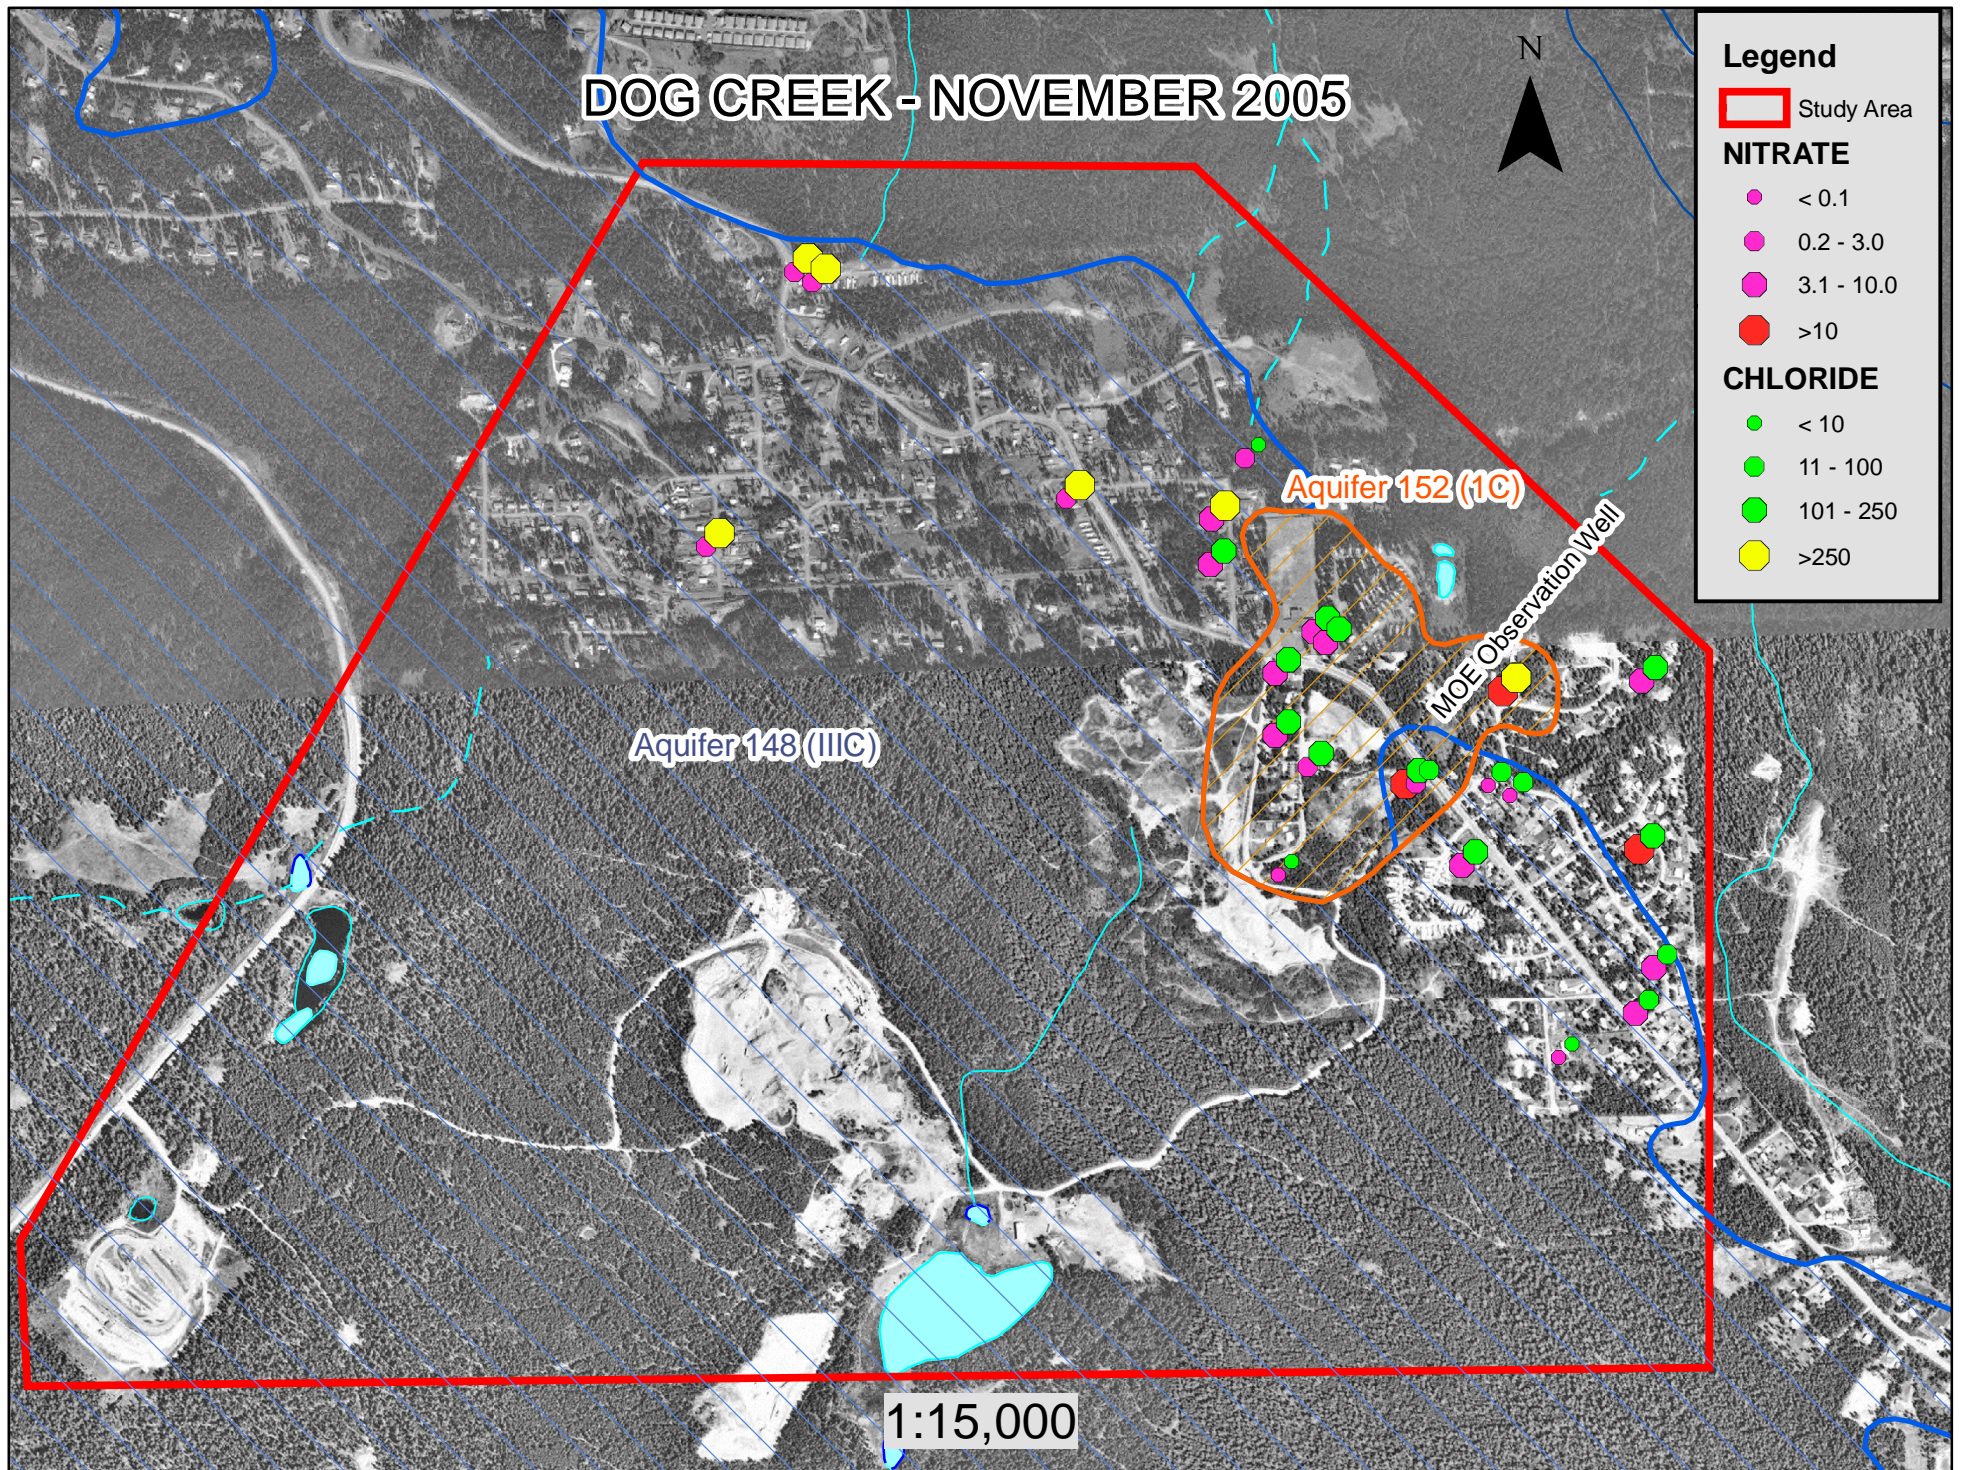 DOG CREEK - NOVEMBER 2005
N
Legend
Study Area
NITRATE
< 0.1
0.2 - 3.0
3.1 - 10.0
>10
CHLORIDE
< 10
11 - 100
101 - 250
>250
Aquifer 152 (1C)
MOE Observation Well
Aquifer 148 (IIIC)
1:15,000